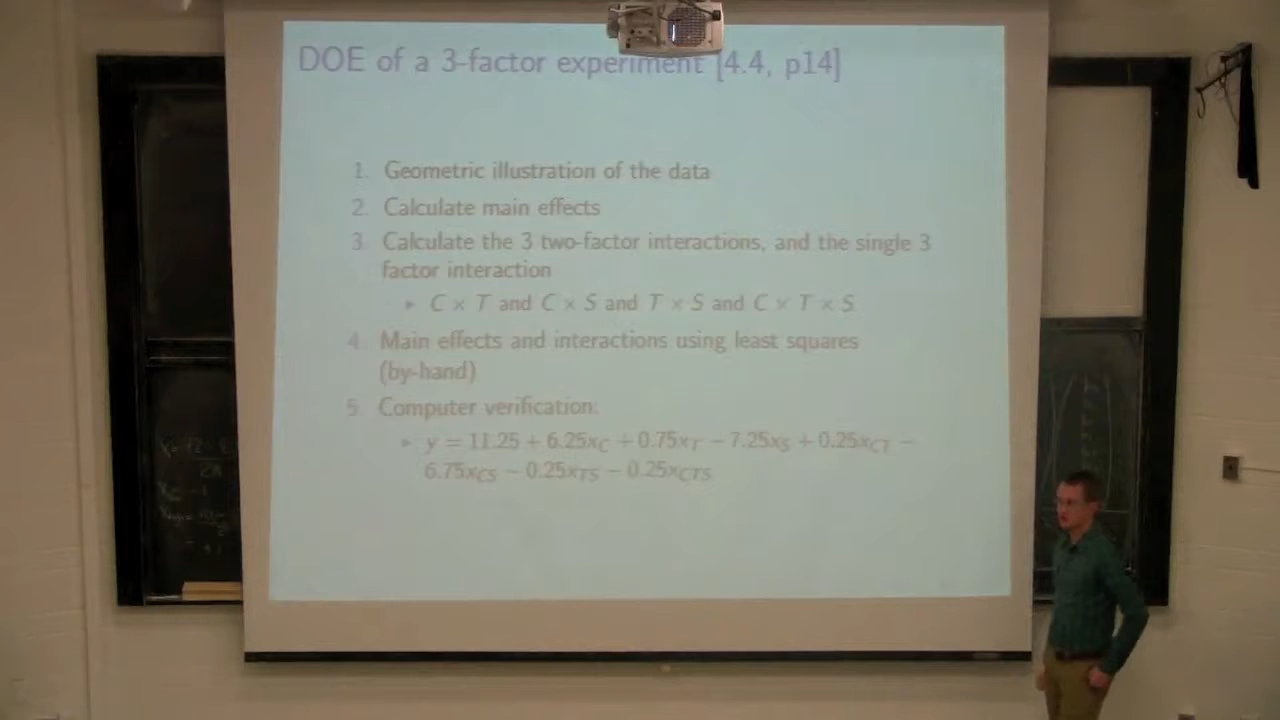 DOE of a 3-factor experiment [4.4, p14]
1. Geometric illustration of the data
2. Calculate main effects
3. Calculate the 3 two-factor interactions, and the single 3
factor interaction
▸ C × T and C × S and T × S and C × T × S
4. Main effects and interactions using least squares
(by-hand)
5. Computer verification:
▸ y = 11.25 + 6.25x_C + 0.75x_T − 7.25x_S + 0.25x_CT −
6.75x_CS − 0.25x_TS − 0.25x_CTS